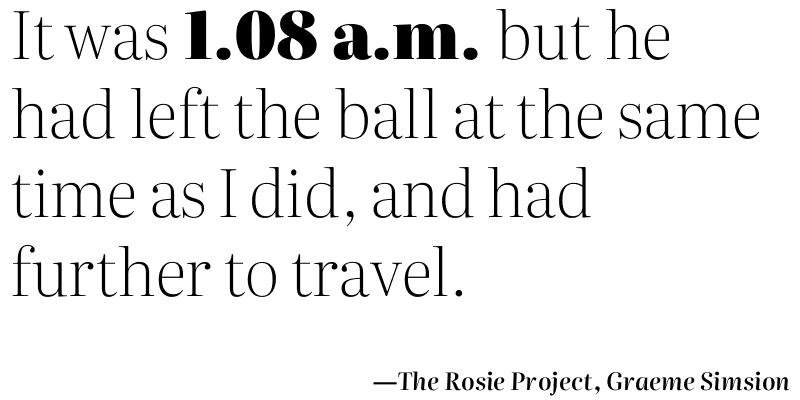 It was 1.08 a.m. but he
had left the ball at the same
time as I did, and had
further to travel.
—The Rosie Project, Graeme Simsion